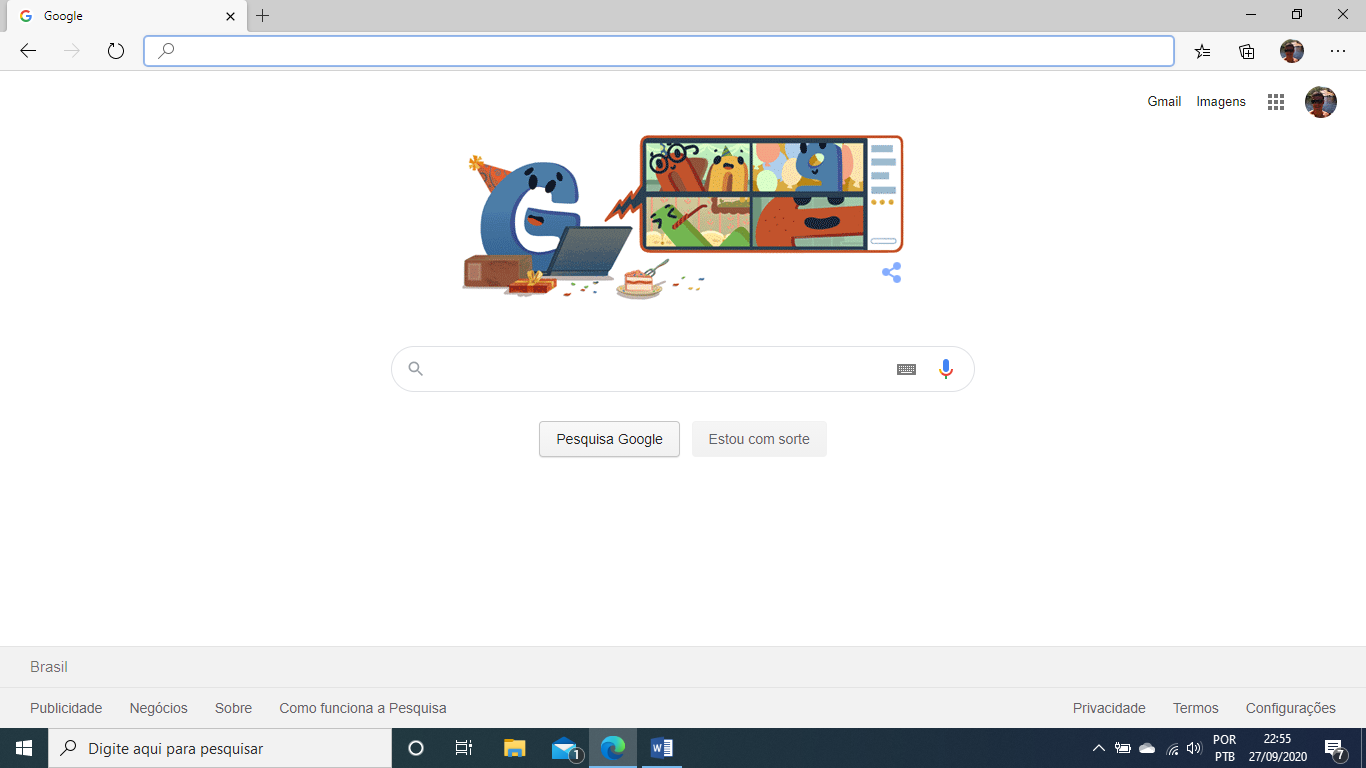 Google
Gmail Imagens
Pesquisa Google Estou com sorte
Brasil
Publicidade Negócios Sobre Como funciona a Pesquisa Privacidade Termos Configurações
Digite aqui para pesquisar 1 POR 22:55
PTB 27/09/2020 7